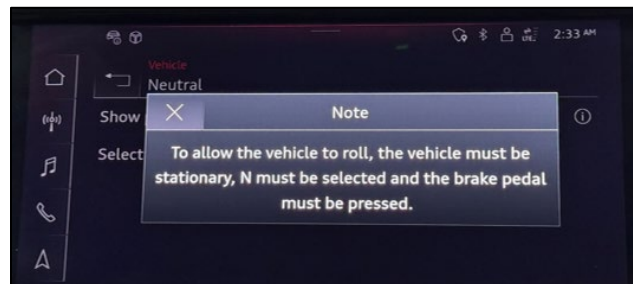 LTE
2:33 AM
Vehicle
Neutral
Show
Note
Select
To allow the vehicle to roll, the vehicle must be
stationary, N must be selected and the brake pedal
must be pressed.